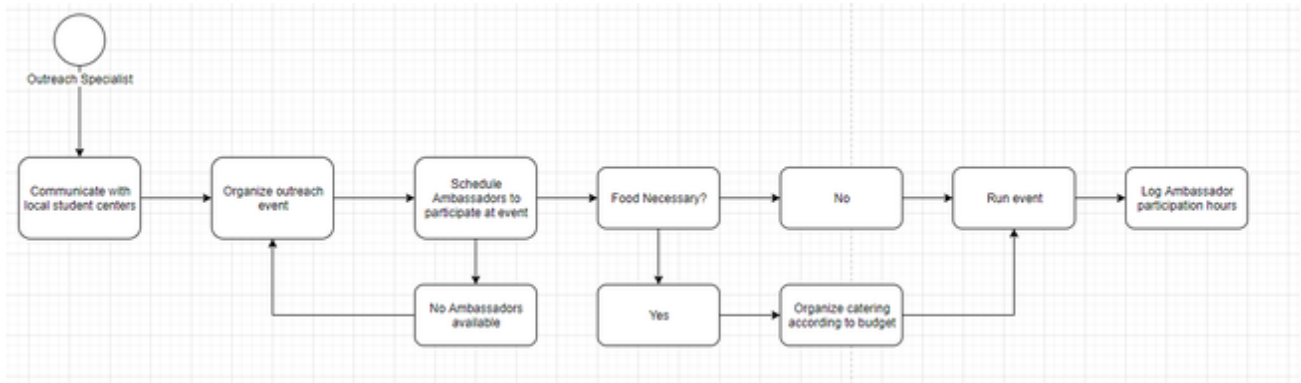 Outreach Specialist
Communicate with
local student centers
Organize outreach
event
Schedule
Ambassadors to
participate at event
Food Necessary?
No
Run event
Log Ambassador
participation hours
No Ambassadors
available
Yes
Organize catering
according to budget